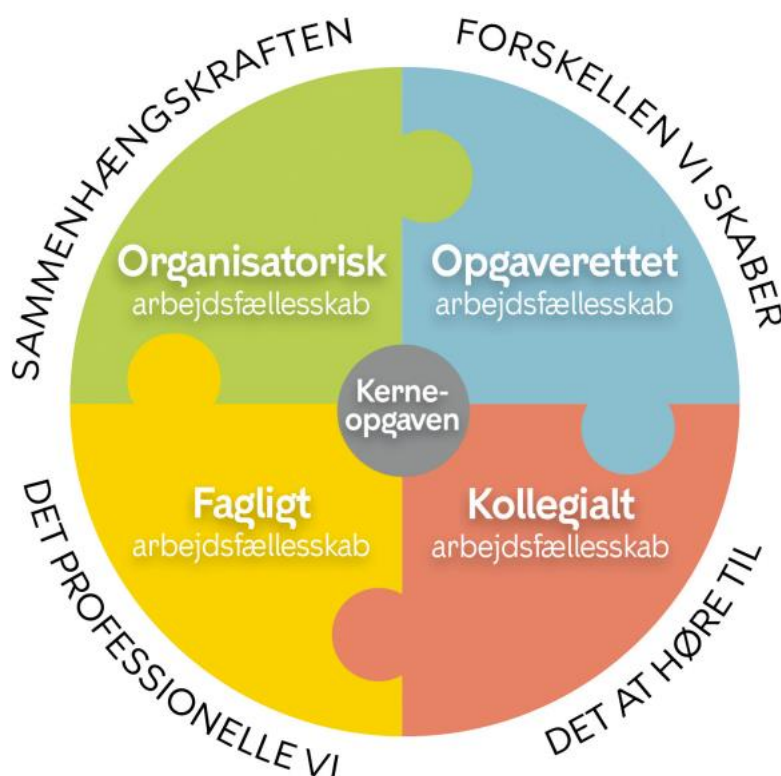 SAMMENHÆNGSKRAFTEN
FORSKELLEN VI SKABER
Organisatorisk
arbejdsfællesskab
Opgaverettet
arbejdsfællesskab
Kerne-
opgaven
Fagligt
arbejdsfællesskab
Kollegialt
arbejdsfællesskab
DET PROFESSIONELLE VI
DET AT HØRE TIL